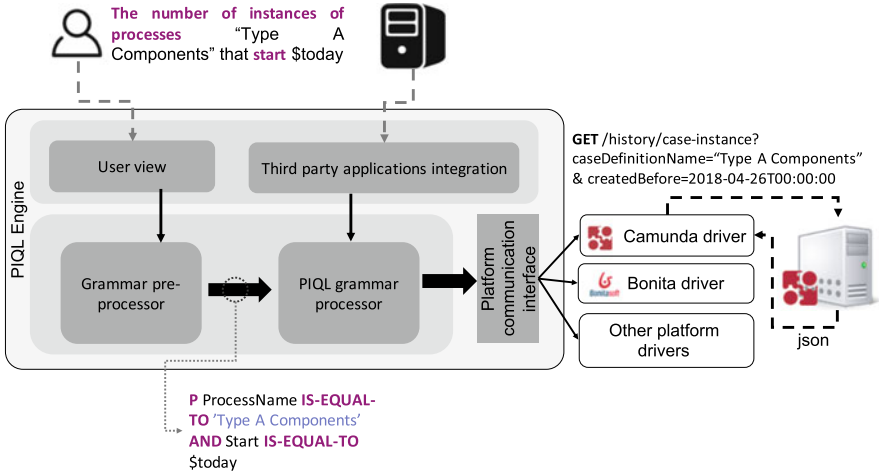 The number of instances of
processes “Type A
Components” that start $today
PIQL Engine
User view
Third party applications integration
Grammar pre-
processor
PIQL grammar
processor
Platform
communication
interface
GET /history/case-instance?
caseDefinitionName=“Type A Components”
& createdBefore=2018-04-26T00:00:00
Camunda driver
Bonitasoft
Bonita driver
Other platform
drivers
json
P ProcessName IS-EQUAL-
TO ’Type A Components’
AND Start IS-EQUAL-TO
$today